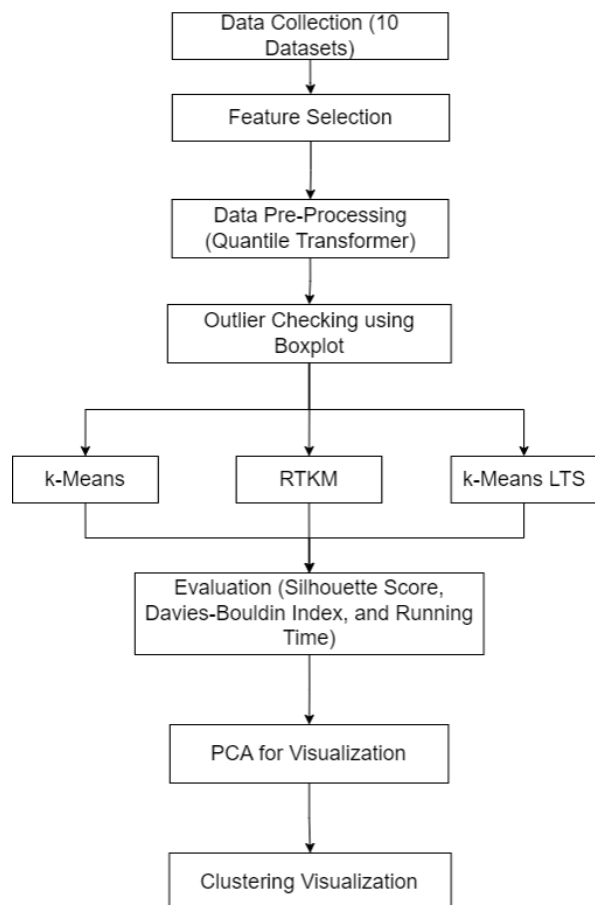 Data Collection (10
Datasets)
Feature Selection
Data Pre-Processing
(Quantile Transformer)
Outlier Checking using
Boxplot
k-Means
RTKM
k-Means LTS
Evaluation (Silhouette Score,
Davies-Bouldin Index, and Running
Time)
PCA for Visualization
Clustering Visualization